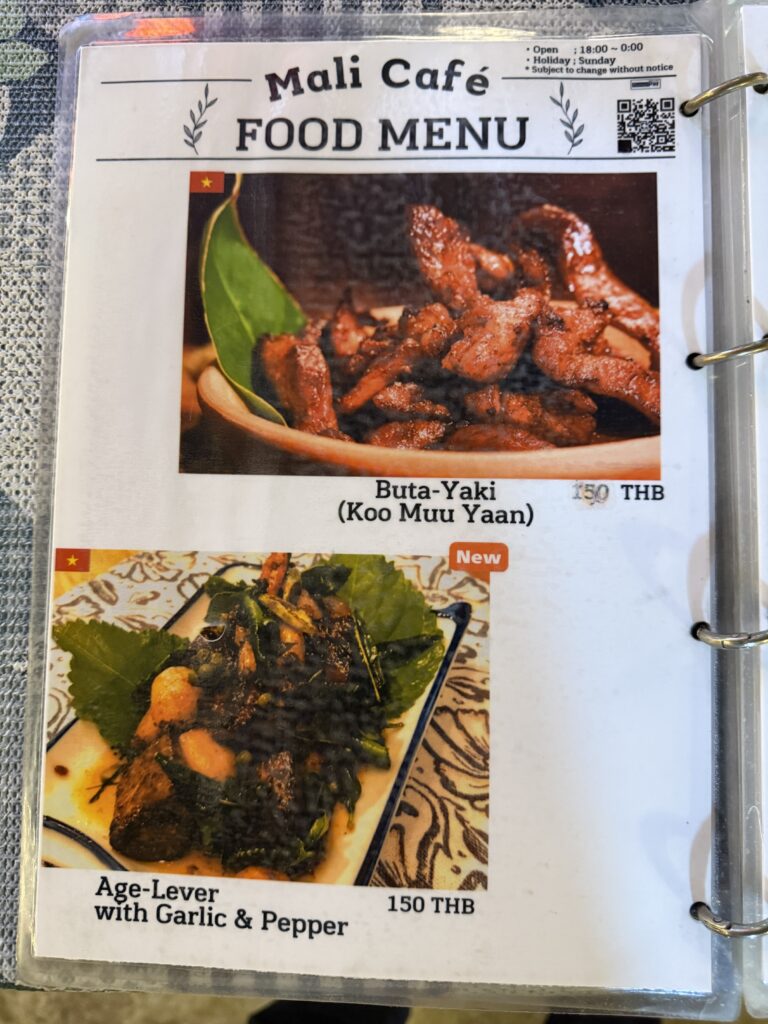 • Open ; 18:00 ~ 0:00
• Holiday ; Sunday
* Subject to change without notice
Mali Café
FOOD MENU
Buta-Yaki 150 THB
(Koo Muu Yaan)
New
Age-Lever
with Garlic & Pepper 150 THB